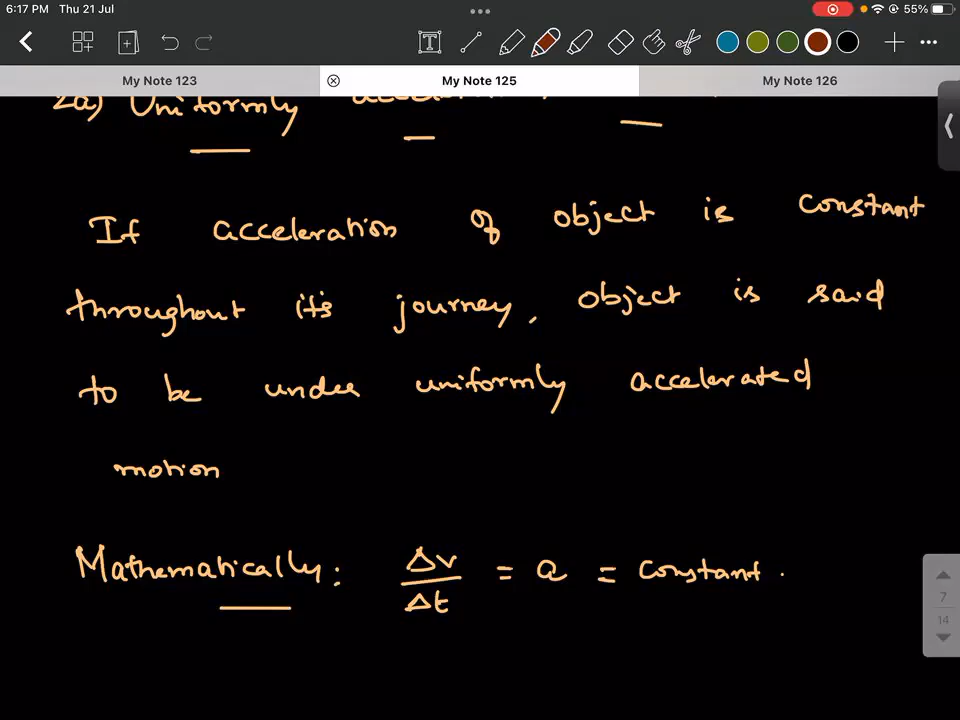 6:17 PM Thu 21 Jul
55%
My Note 123
My Note 125
My Note 126
2a) Uniformly
If acceleration of object is constant
throughout its journey, object is said
to be under uniformly accelerated
motion
Mathematically: Δv/Δt = a = constant.
7
14